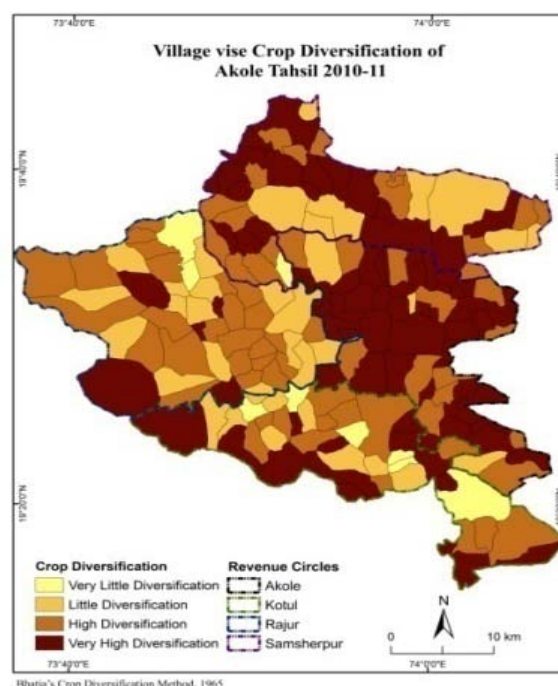 73°40'0"E 74°0'0"E
Village vise Crop Diversification of
Akole Tahsil 2010-11
19°40'0"N
19°20'0"N
Crop Diversification
Very Little Diversification
Little Diversification
High Diversification
Very High Diversification
Revenue Circles
Akole
Kotul
Rajur
Samsherpur
N
0 10 km
73°40'0"E 74°0'0"E
Bhatia's Crop Diversification Method, 1965